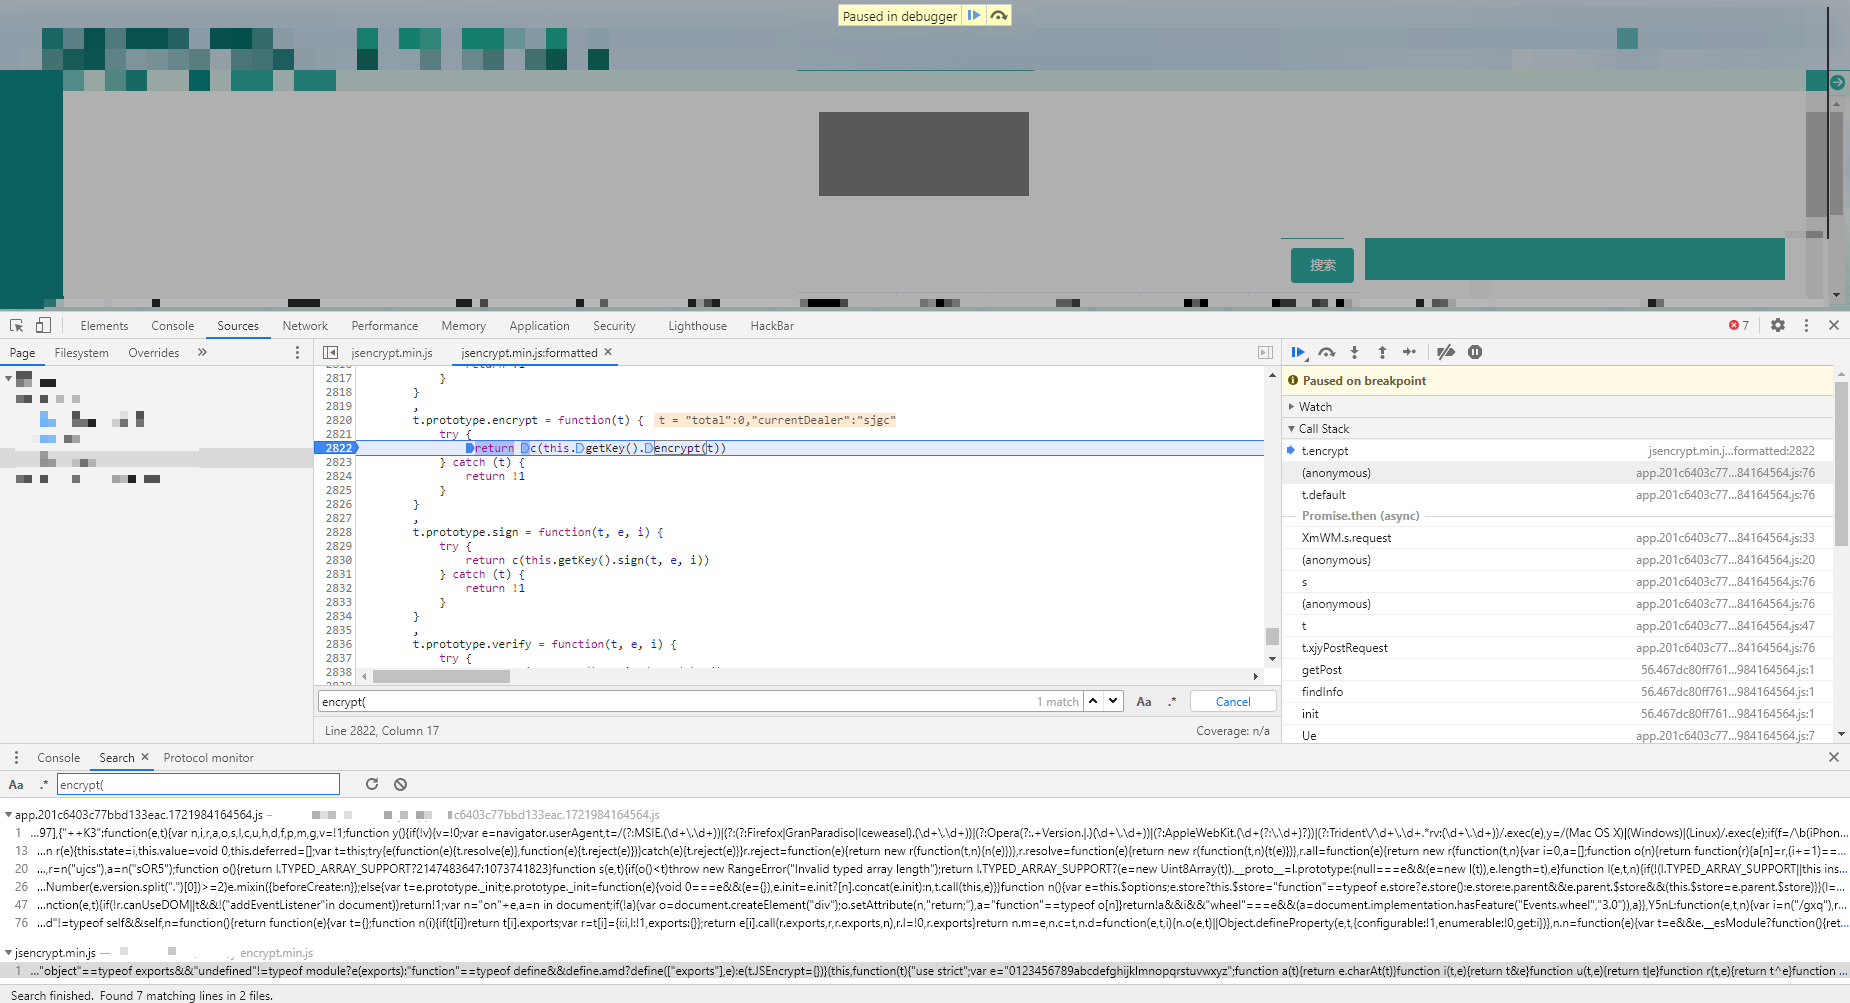 Paused in debugger
搜索
Elements Console Sources Network Performance Memory Application Security Lighthouse HackBar 7
Page Filesystem Overrides »
jsencrypt.min.js jsencrypt.min.js:formatted ×
2817 }
2818 }
2819 ,
2820 t.prototype.encrypt = function(t) { t = "total":0,"currentDealer":"sjgc"
2821 try {
2822 return c(this.getKey().encrypt(t))
2823 } catch (t) {
2824 return !1
2825 }
2826 }
2827 ,
2828 t.prototype.sign = function(t, e, i) {
2829 try {
2830 return c(this.getKey().sign(t, e, i))
2831 } catch (t) {
2832 return !1
2833 }
2834 }
2835 ,
2836 t.prototype.verify = function(t, e, i) {
2837 try {
2838
encrypt( 1 match Aa .* Cancel
Line 2822, Column 17 Coverage: n/a
Paused on breakpoint
Watch
Call Stack
t.encrypt jsencrypt.min.j...formatted:2822
(anonymous) app.201c6403c77...84164564.js:76
t.default app.201c6403c77...84164564.js:76
Promise.then (async)
XmWM.s.request app.201c6403c77...84164564.js:33
(anonymous) app.201c6403c77...84164564.js:20
s app.201c6403c77...84164564.js:76
(anonymous) app.201c6403c77...84164564.js:76
t app.201c6403c77...84164564.js:47
t.xjyPostRequest app.201c6403c77...84164564.js:76
getPost 56.467dc80ff761...984164564.js:1
findInfo 56.467dc80ff761...984164564.js:1
init 56.467dc80ff761...984164564.js:1
Ue app.201c6403c77...984164564.js:7
Console Search × Protocol monitor
Aa .* encrypt(
app.201c6403c77bbd133eac.1721984164564.js – c6403c77bbd133eac.1721984164564.js
1 ...97],{"++K3":function(e,t){var n,i,r,a,o,s,l,c,u,h,d,f,p,m,g,v=!1;function y(){if(!v){v=!0;var e=navigator.userAgent,t=/(?:MSIE.(\d+\.\d+))|(?:(?:Firefox|GranParadiso|Iceweasel).(\d+\.\d+))|(?:Opera(?:.+Version.|.)(\d+\.\d+))|(?:AppleWebKit.(\d+(?:\.\d+)?))|(?:Trident\/\d+\.\d+.*rv:(\d+\.\d+))/.exec(e),y=/(Mac OS X)|(Windows)|(Linux)/.exec(e);if(f=/\b(iPhon...
13 ...n r(e){this.state=i,this.value=void 0,this.deferred=[];var t=this;try{e(function(e){t.resolve(e)},function(e){t.reject(e)})}catch(e){t.reject(e)}}r.reject=function(e){return new r(function(t,n){n(e)})},r.resolve=function(e){return new r(function(t,n){t(e)})},r.all=function(e){return new r(function(t,n){var i=0,a=[];function o(n){return function(r){a[n]=r,(i+=1)==...
20 ...,r=n("ujcs"),a=n("sOR5");function o(){return l.TYPED_ARRAY_SUPPORT?2147483647:1073741823}function s(e,t){if(o()<t)throw new RangeError("Invalid typed array length");return l.TYPED_ARRAY_SUPPORT?(e=new Uint8Array(t)).__proto__=l.prototype:(null===e&&(e=new l(t)),e.length=t),e}function l(e,t,n){if(!(l.TYPED_ARRAY_SUPPORT||this ins...
26 ...Number(e.version.split(".")[0])>=2)e.mixin({beforeCreate:n});else{var t=e.prototype._init;e.prototype._init=function(e){void 0===e&&(e={}),e.init=e.init?[n].concat(e.init):n,t.call(this,e)}}function n(){var e=this.$options;e.store?this.$store="function"==typeof e.store?e.store():e.store:e.parent&&e.parent.$store&&(this.$store=e.parent.$store)}}(l=...
47 ...nction(e,t){if(!r.canUseDOM||t&&!("addEventListener"in document))return!1;var n="on"+e,a=n in document;if(!a){var o=document.createElement("div");o.setAttribute(n,"return;"),a="function"==typeof o[n]}return!a&&i&&"wheel"===e&&(a=document.implementation.hasFeature("Events.wheel","3.0")),a}},Y5nL:function(e,t,n){var i=n("/gxq"),r...
76 ...d"!=typeof self&&self,n=function(){return function(e){var t={};function n(i){if(t[i])return t[i].exports;var r=t[i]={i:i,l:!1,exports:{}};return e[i].call(r.exports,r,r.exports,n),r.l=!0,r.exports}return n.m=e,n.c=t,n.d=function(e,t,i){n.o(e,t)||Object.defineProperty(e,t,{configurable:!1,enumerable:!0,get:i})},n.n=function(e){var t=e&&e.__esModule?function(){ret...
jsencrypt.min.js — encrypt.min.js
1 ..."object"==typeof exports&&"undefined"!=typeof module?e(exports):"function"==typeof define&&define.amd?define(["exports"],e):e(t.JSEncrypt={})}(this,function(t){"use strict";var e="0123456789abcdefghijklmnopqrstuvwxyz";function a(t){return e.charAt(t)}function i(t,e){return t&e}function u(t,e){return t|e}function r(t,e){return t^e}function ...
Search finished. Found 7 matching lines in 2 files.